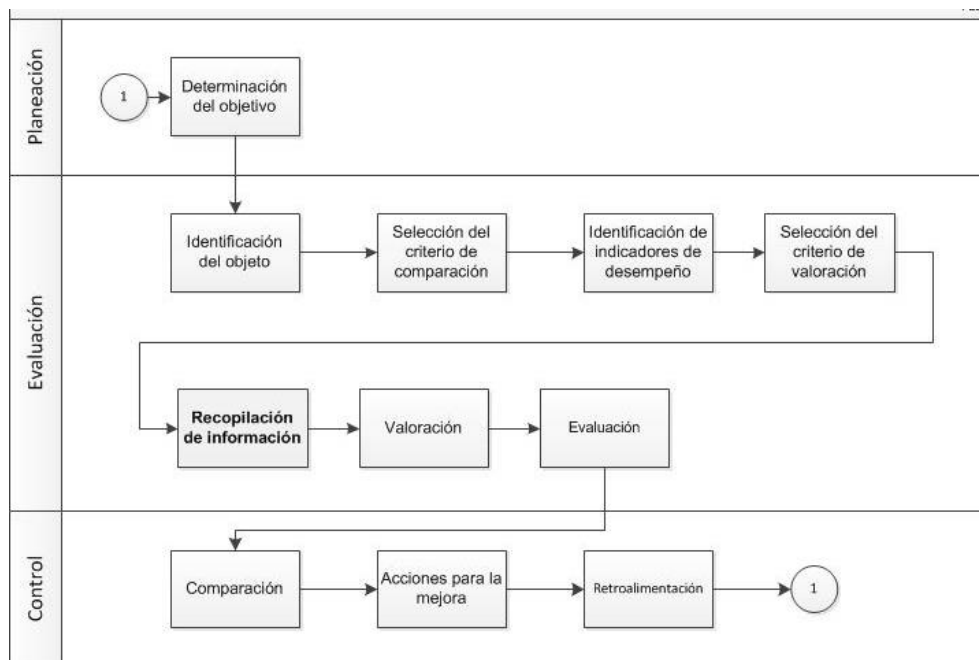 Planeación
1
Determinación
del objetivo
Evaluación
Identificación
del objeto
Selección del
criterio de
comparación
Identificación de
indicadores de
desempeño
Selección del
criterio de
valoración
Recopilación
de información
Valoración
Evaluación
Control
Comparación
Acciones para la
mejora
Retroalimentación
1